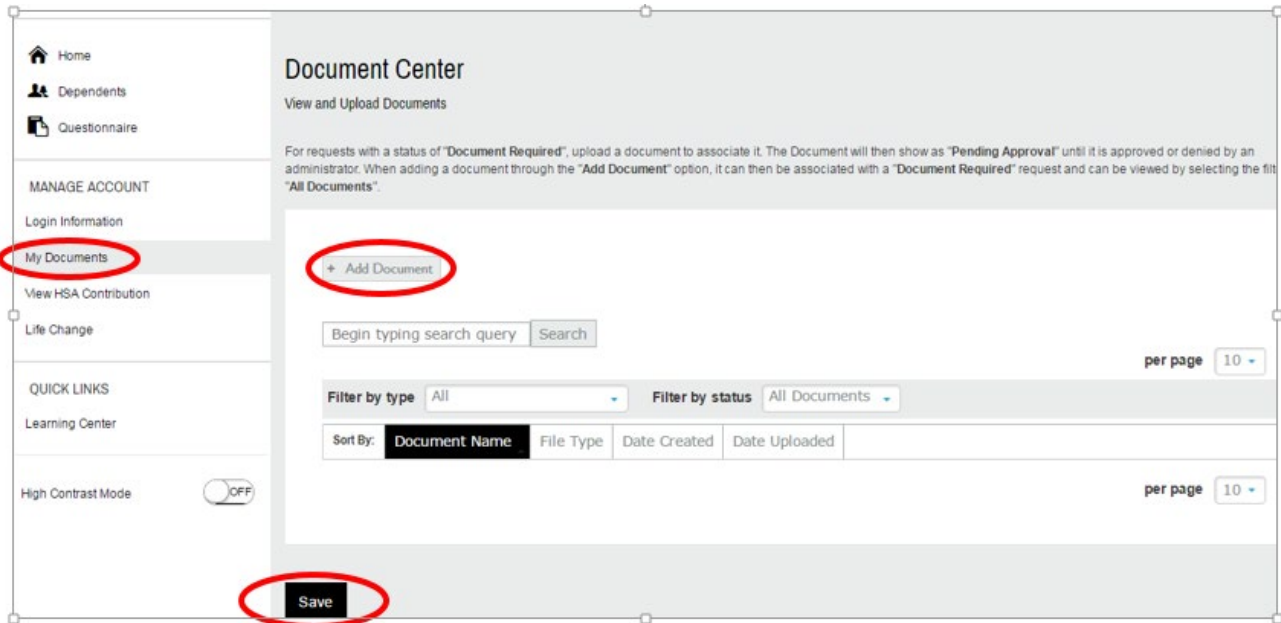 Home
Dependents
Questionnaire
MANAGE ACCOUNT
Login Information
My Documents
View HSA Contribution
Life Change
QUICK LINKS
Learning Center
High Contrast Mode OFF
Document Center
View and Upload Documents
For requests with a status of "Document Required", upload a document to associate it. The Document will then show as "Pending Approval" until it is approved or denied by an
administrator. When adding a document through the "Add Document" option, it can then be associated with a "Document Required" request and can be viewed by selecting the filt
"All Documents".
+ Add Document
Begin typing search query Search
per page 10
Filter by type All Filter by status All Documents
Sort By: Document Name File Type Date Created Date Uploaded
per page 10
Save